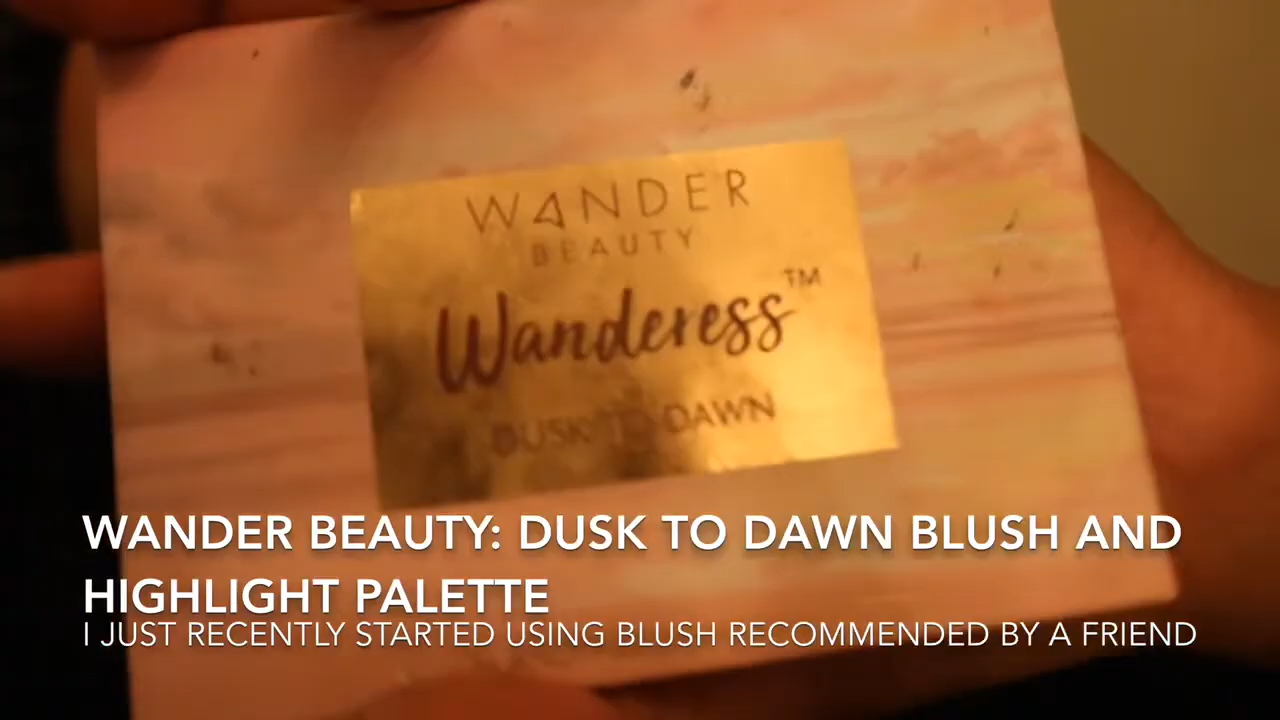 WANDER
BEAUTY
Wanderess™
DUSK TO DAWN
WANDER BEAUTY: DUSK TO DAWN BLUSH AND
HIGHLIGHT PALETTE
I JUST RECENTLY STARTED USING BLUSH RECOMMENDED BY A FRIEND